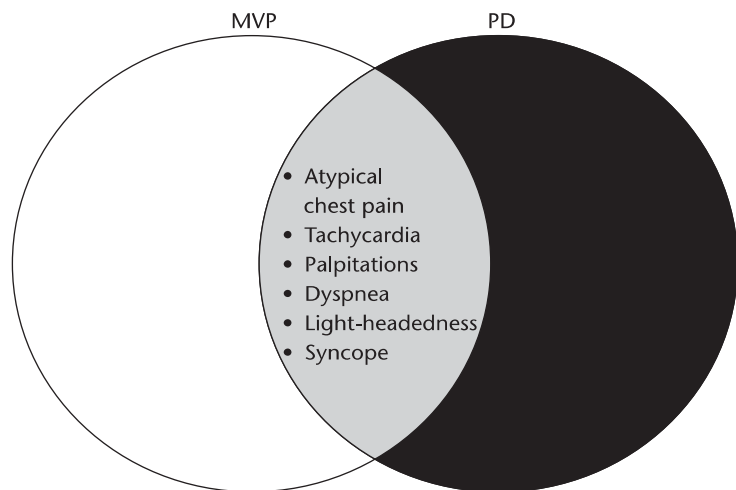 MVP PD
• Atypical
chest pain
• Tachycardia
• Palpitations
• Dyspnea
• Light-headedness
• Syncope